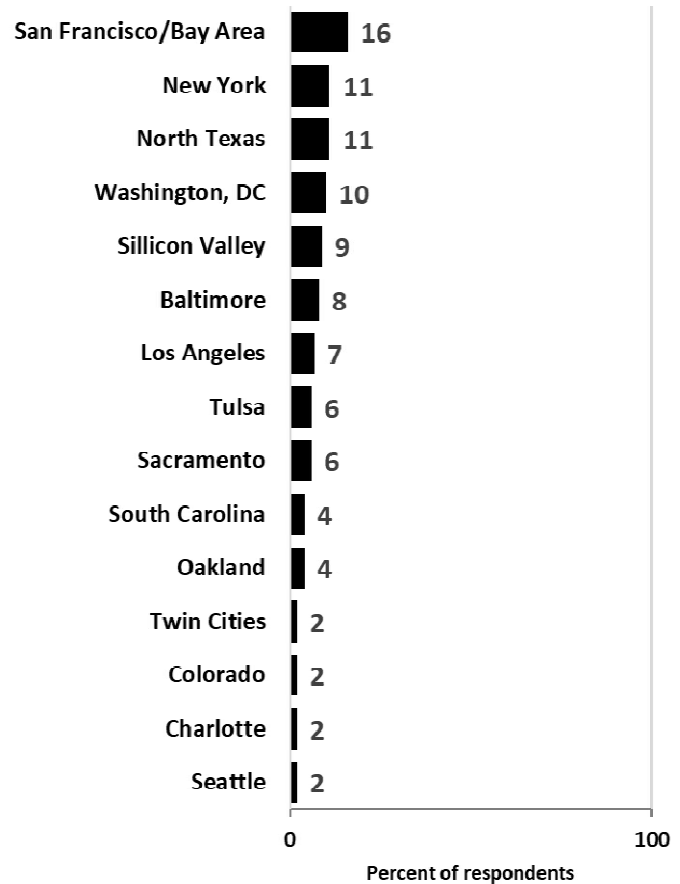 San Francisco/Bay Area 16
New York 11
North Texas 11
Washington, DC 10
Sillicon Valley 9
Baltimore 8
Los Angeles 7
Tulsa 6
Sacramento 6
South Carolina 4
Oakland 4
Twin Cities 2
Colorado 2
Charlotte 2
Seattle 2
0 100
Percent of respondents